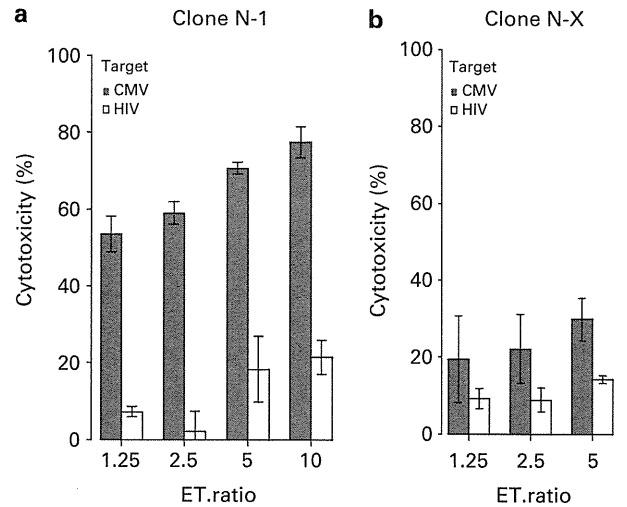 a
Clone N-1
Cytotoxicity (%)
100
80
60
40
20
0
Target
CMV
HIV
1.25 2.5 5 10
ET.ratio
b
Clone N-X
Cytotoxicity (%)
100
80
60
40
20
0
Target
CMV
HIV
1.25 2.5 5
ET.ratio